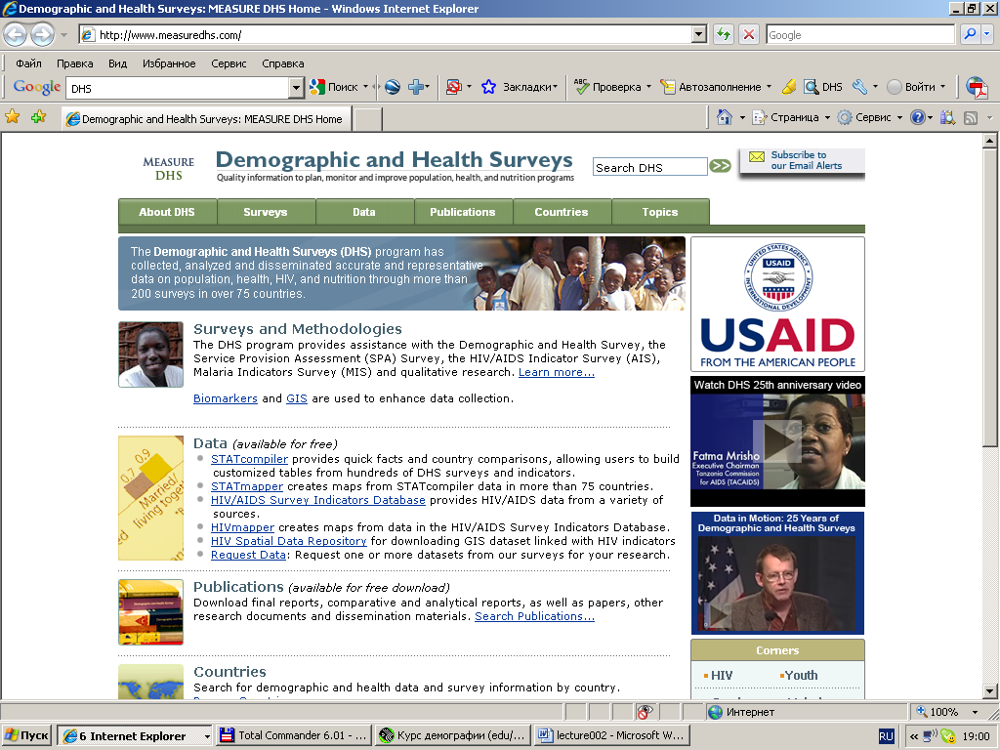 Demographic and Health Surveys: MEASURE DHS Home - Windows Internet Explorer
http://www.measuredhs.com/
Google
Файл Правка Вид Избранное Сервис Справка
Google DHS Поиск Закладки ABC Проверка Автозаполнение DHS Войти
Demographic and Health Surveys: MEASURE DHS Home
Страница Сервис
MEASURE DHS
Demographic and Health Surveys
Quality information to plan, monitor and improve population, health, and nutrition programs
Search DHS
Subscribe to
our Email Alerts
About DHS Surveys Data Publications Countries Topics
The Demographic and Health Surveys (DHS) program has
collected, analyzed and disseminated accurate and representative
data on population, health, HIV, and nutrition through more than
200 surveys in over 75 countries.
UNITED STATES AGENCY
USAID
INTERNATIONAL DEVELOPMENT
USAID
FROM THE AMERICAN PEOPLE
Surveys and Methodologies
The DHS program provides assistance with the Demographic and Health Survey, the
Service Provision Assessment (SPA) Survey, the HIV/AIDS Indicator Survey (AIS),
Malaria Indicators Survey (MIS) and qualitative research. Learn more...
Biomarkers and GIS are used to enhance data collection.
Watch DHS 25th anniversary video
Fatma Mrisho
Executive Chairman
Tanzania Commission
for AIDS (TACAIDS)
0.7 0.9
Married/
living toge
Data (available for free)
STATcompiler provides quick facts and country comparisons, allowing users to build
customized tables from hundreds of DHS surveys and indicators.
STATmapper creates maps from STATcompiler data in more than 75 countries.
HIV/AIDS Survey Indicators Database provides HIV/AIDS data from a variety of
sources.
HIVmapper creates maps from data in the HIV/AIDS Survey Indicators Database.
HIV Spatial Data Repository for downloading GIS dataset linked with HIV indicators
Request Data: Request one or more datasets from our surveys for your research.
Data in Motion: 25 Years of
Demographic and Health Surveys
Publications (available for free download)
Download final reports, comparative and analytical reports, as well as papers, other
research documents and dissemination materials. Search Publications...
Corners
HIV Youth
Countries
Search for demographic and health data and survey information by country.
Интернет 100%
Пуск 6 Internet Explorer Total Commander 6.01 - ... Курс демографии (edu/... lecture002 - Microsoft W... RU « 19:00